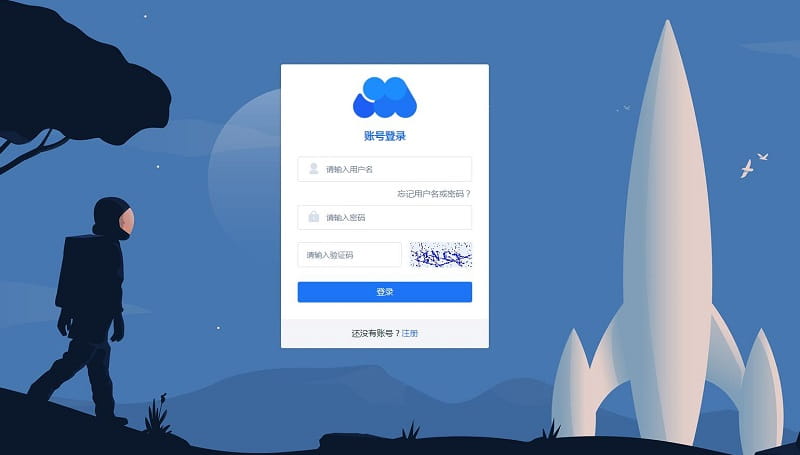 账号登录
请输入用户名
忘记用户名或密码？
请输入密码
请输入验证码
登录
还没有账号？注册